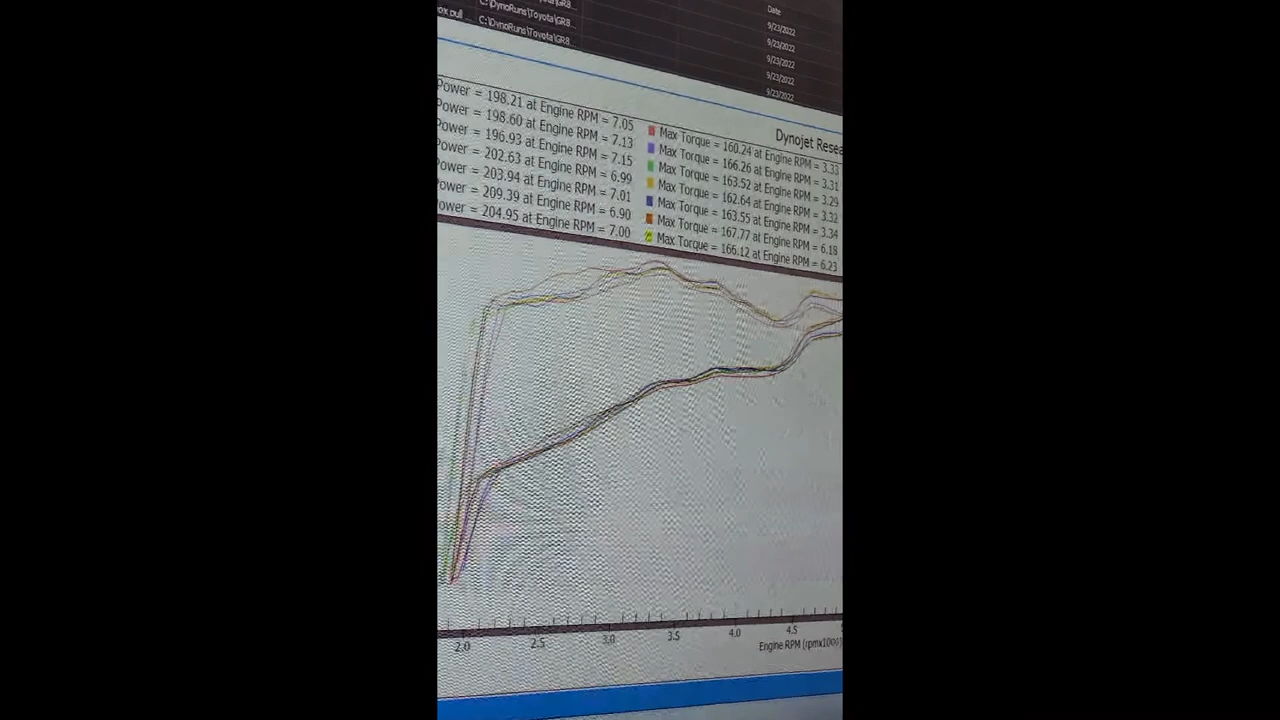 C:\DynoRuns\Toyota\GR8...
ox pull ... C:\DynoRuns\Toyota\GR8...
Date
9/23/2022
9/23/2022
9/23/2022
9/23/2022
9/23/2022
Dynojet Resea
Power = 198.21 at Engine RPM = 7.05 Max Torque = 160.24 at Engine RPM = 3.33
Power = 198.60 at Engine RPM = 7.13 Max Torque = 166.26 at Engine RPM = 3.31
Power = 196.93 at Engine RPM = 7.15 Max Torque = 163.52 at Engine RPM = 3.29
Power = 202.63 at Engine RPM = 6.99 Max Torque = 162.64 at Engine RPM = 3.32
Power = 203.94 at Engine RPM = 7.01 Max Torque = 163.55 at Engine RPM = 3.34
Power = 209.39 at Engine RPM = 6.90 Max Torque = 167.77 at Engine RPM = 6.18
Power = 204.95 at Engine RPM = 7.00 Max Torque = 166.12 at Engine RPM = 6.23
2.0 2.5 3.0 3.5 4.0 4.5
Engine RPM (rpmx1000)